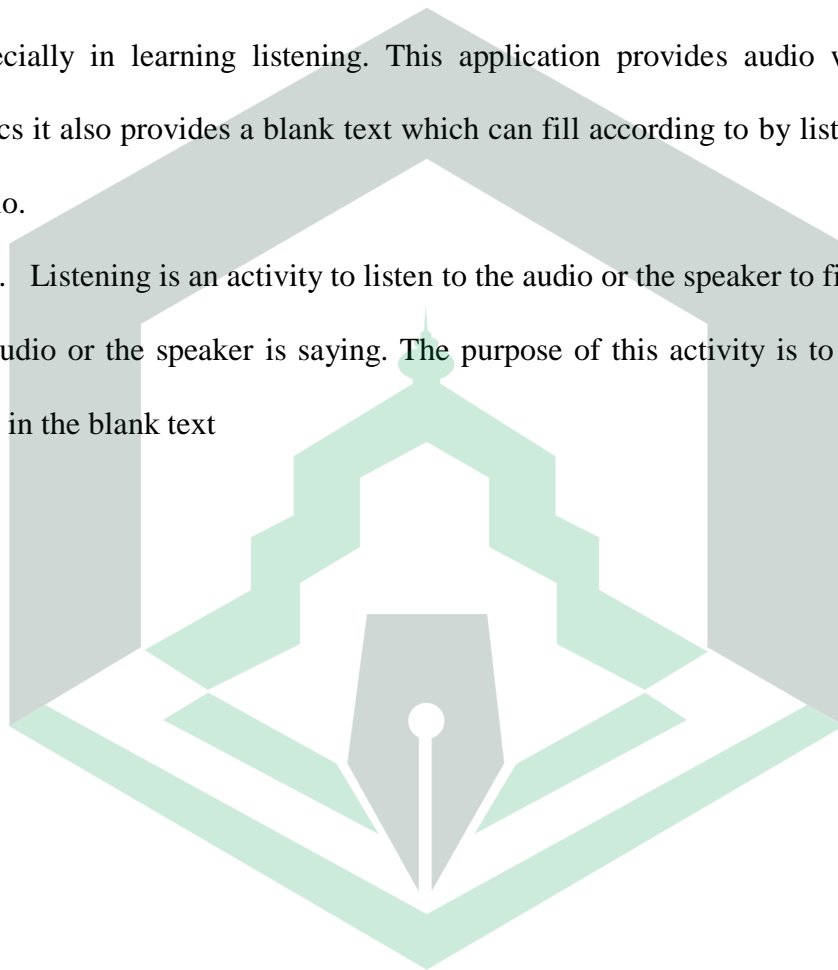 ecially in learning listening. This application provides audio
cs it also provides a blank text which can fill according to by
o.
. Listening is an activity to listen to the audio or the speaker to
udio or the speaker is saying. The purpose of this activity is to
in the blank text